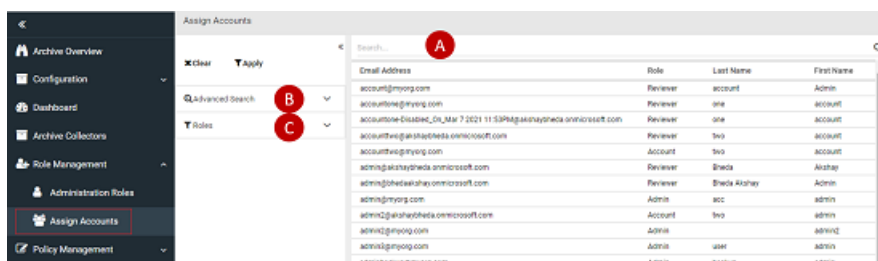 Assign Accounts
Archive Overview
Configuration
Dashboard
Archive Collectors
Role Management
Administration Roles
Assign Accounts
Policy Management
Clear Apply
Advanced Search B
Roles C
Search... A
Email Address Role Last Name First Name
account@myorg.com Reviewer account Admin
accountone@myorg.com Reviewer one account
accountone-Disabled_On_Mar 7 2021 11:53PM@akshaybheda.onmicrosoft.com Reviewer one account
accounttwo@akshaybheda.onmicrosoft.com Reviewer two account
accounttwo@myorg.com Account two account
admin@akshaybheda.onmicrosoft.com Reviewer Bheda Akshay
admin@bhedaakshay.onmicrosoft.com Reviewer Bheda Akshay Admin
admin@myorg.com Admin acc admin
admin2@akshaybheda.onmicrosoft.com Account two admin
admin2@myorg.com Admin admin2
admin3@myorg.com Admin user admin